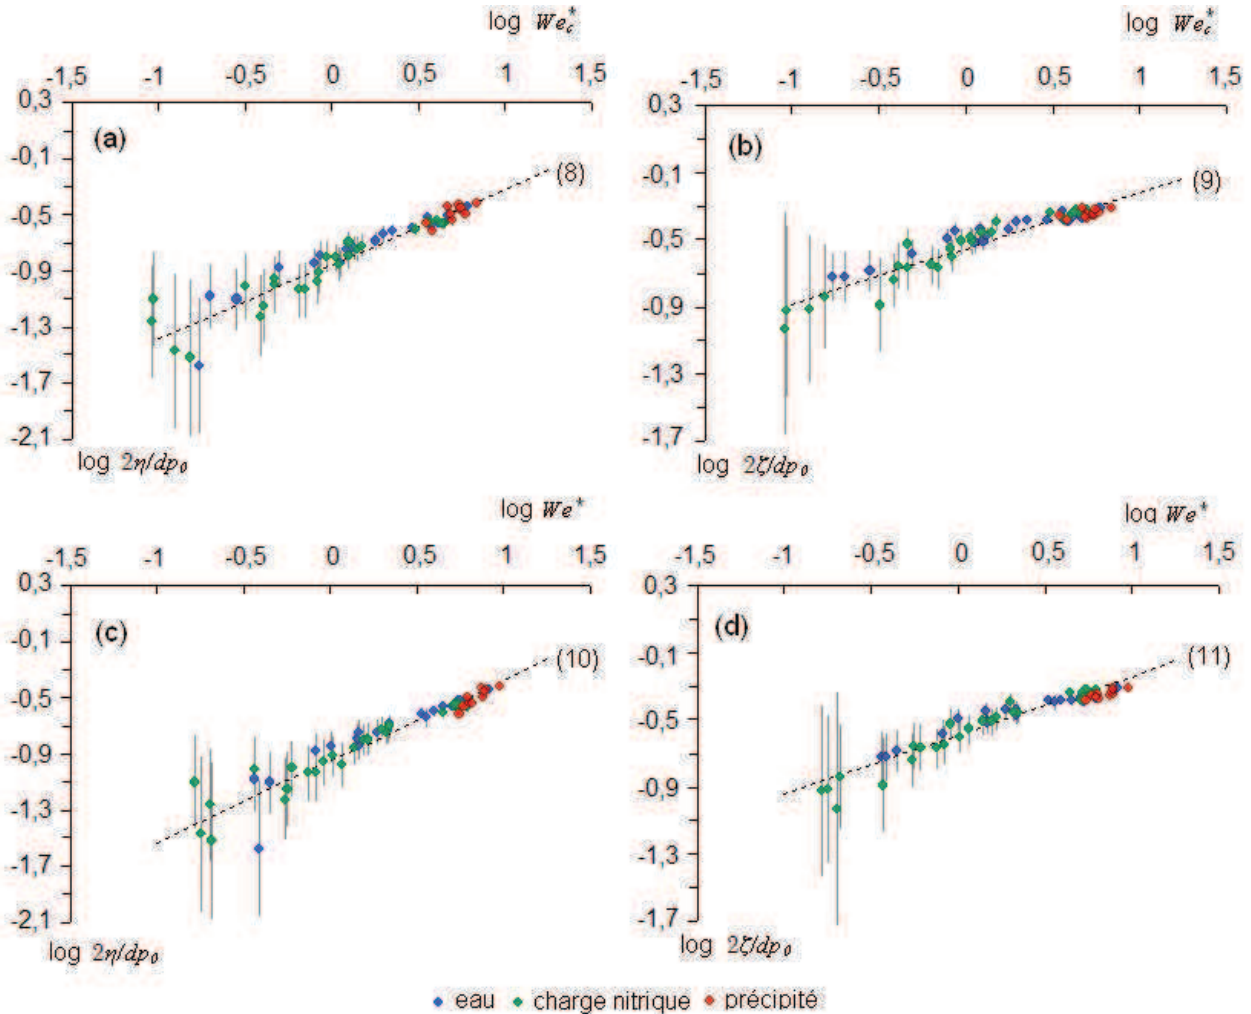 log We_c^* log We_c^*
-1,5 -1 -0,5 0 0,5 1 1,5 -1,5 -1 -0,5 0 0,5 1 1,5
0,3 0,3
(a) (b)
-0,1 (8) -0,1 (9)
-0,5 -0,5
-0,9 -0,9
-1,3 -1,3
-1,7 -1,7
-2,1
log 2η/dp₀ log 2ζ/dp₀
log We^* log We^*
-1,5 -1 -0,5 0 0,5 1 1,5 -1,5 -1 -0,5 0 0,5 1 1,5
0,3 0,3
(c) (d)
-0,1 (10) -0,1 (11)
-0,5 -0,5
-0,9 -0,9
-1,3 -1,3
-1,7 -1,7
-2,1
log 2η/dp₀ log 2ζ/dp₀
eau charge nitrique précipité